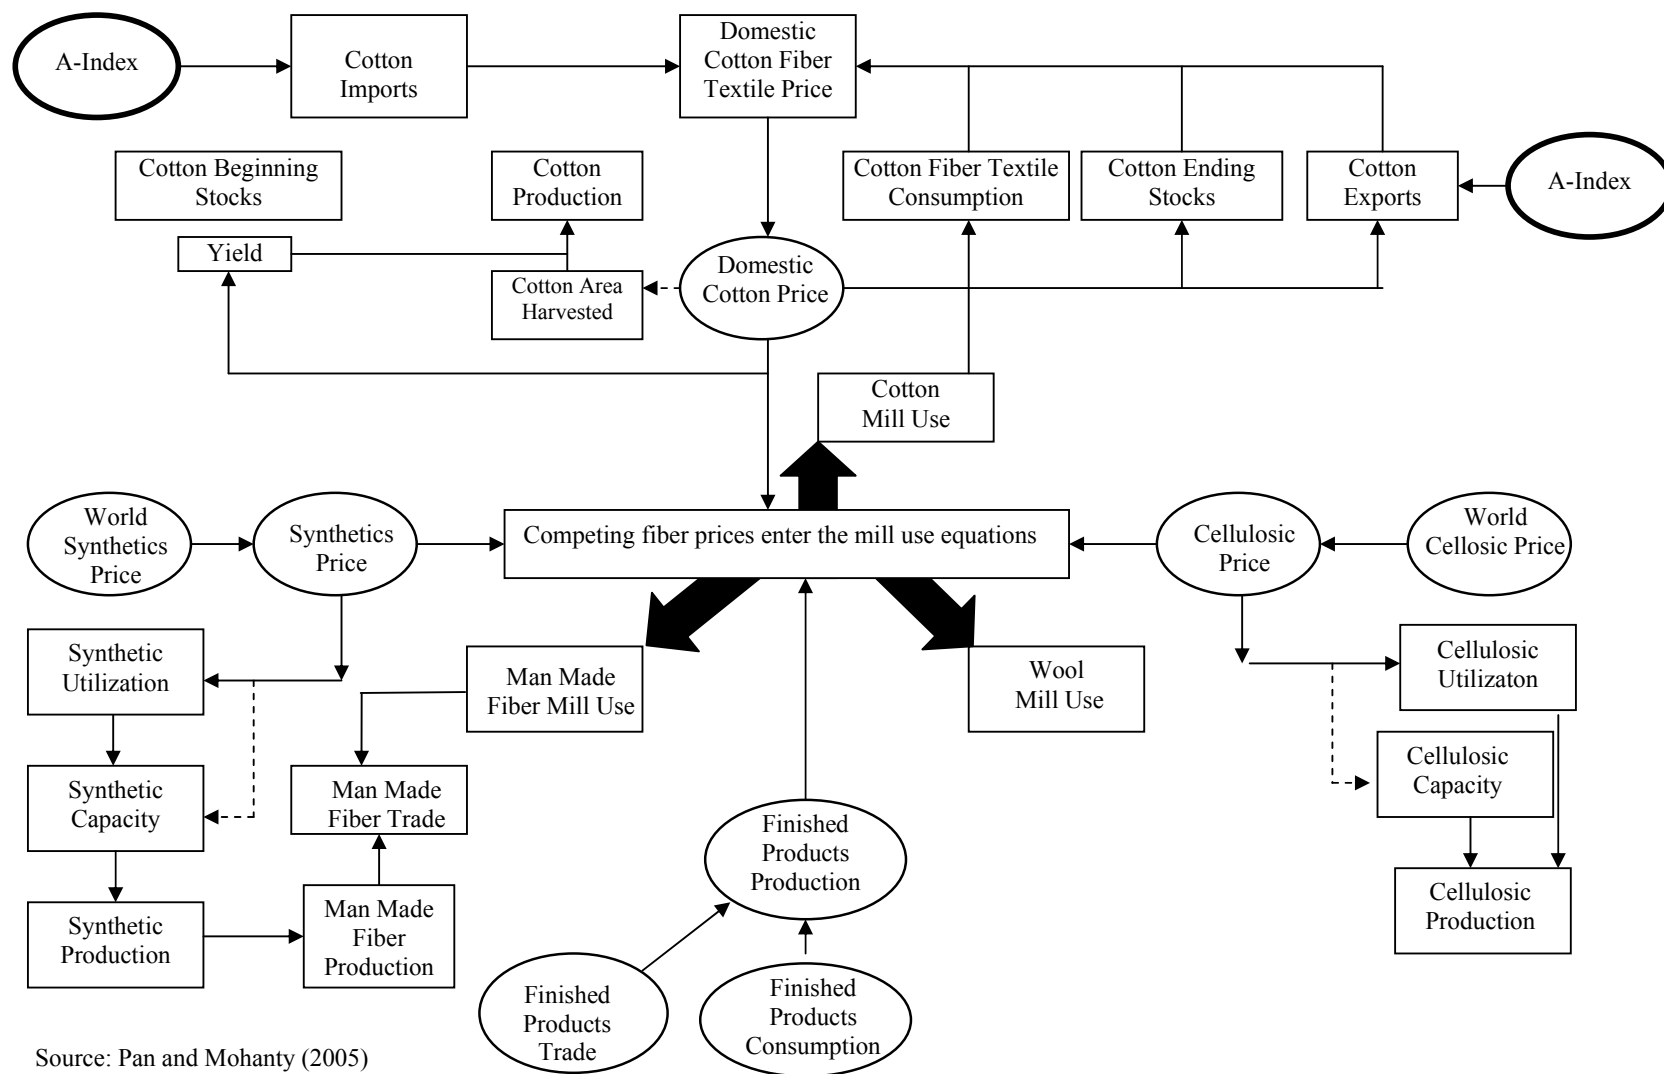 A-Index
Cotton
Imports
Domestic
Cotton Fiber
Textile Price
Cotton Beginning
Stocks
Cotton
Production
Cotton Fiber Textile
Consumption
Cotton Ending
Stocks
Cotton
Exports
A-Index
Yield
Cotton Area
Harvested
Domestic
Cotton Price
Cotton
Mill Use
World
Synthetics
Price
Synthetics
Price
Competing fiber prices enter the mill use equations
Cellulosic
Price
World
Cellosic Price
Synthetic
Utilization
Man Made
Fiber Mill Use
Wool
Mill Use
Cellulosic
Utilizaton
Synthetic
Capacity
Man Made
Fiber Trade
Cellulosic
Capacity
Finished
Products
Production
Synthetic
Production
Man Made
Fiber
Production
Cellulosic
Production
Finished
Products
Trade
Finished
Products
Consumption
Source: Pan and Mohanty (2005)